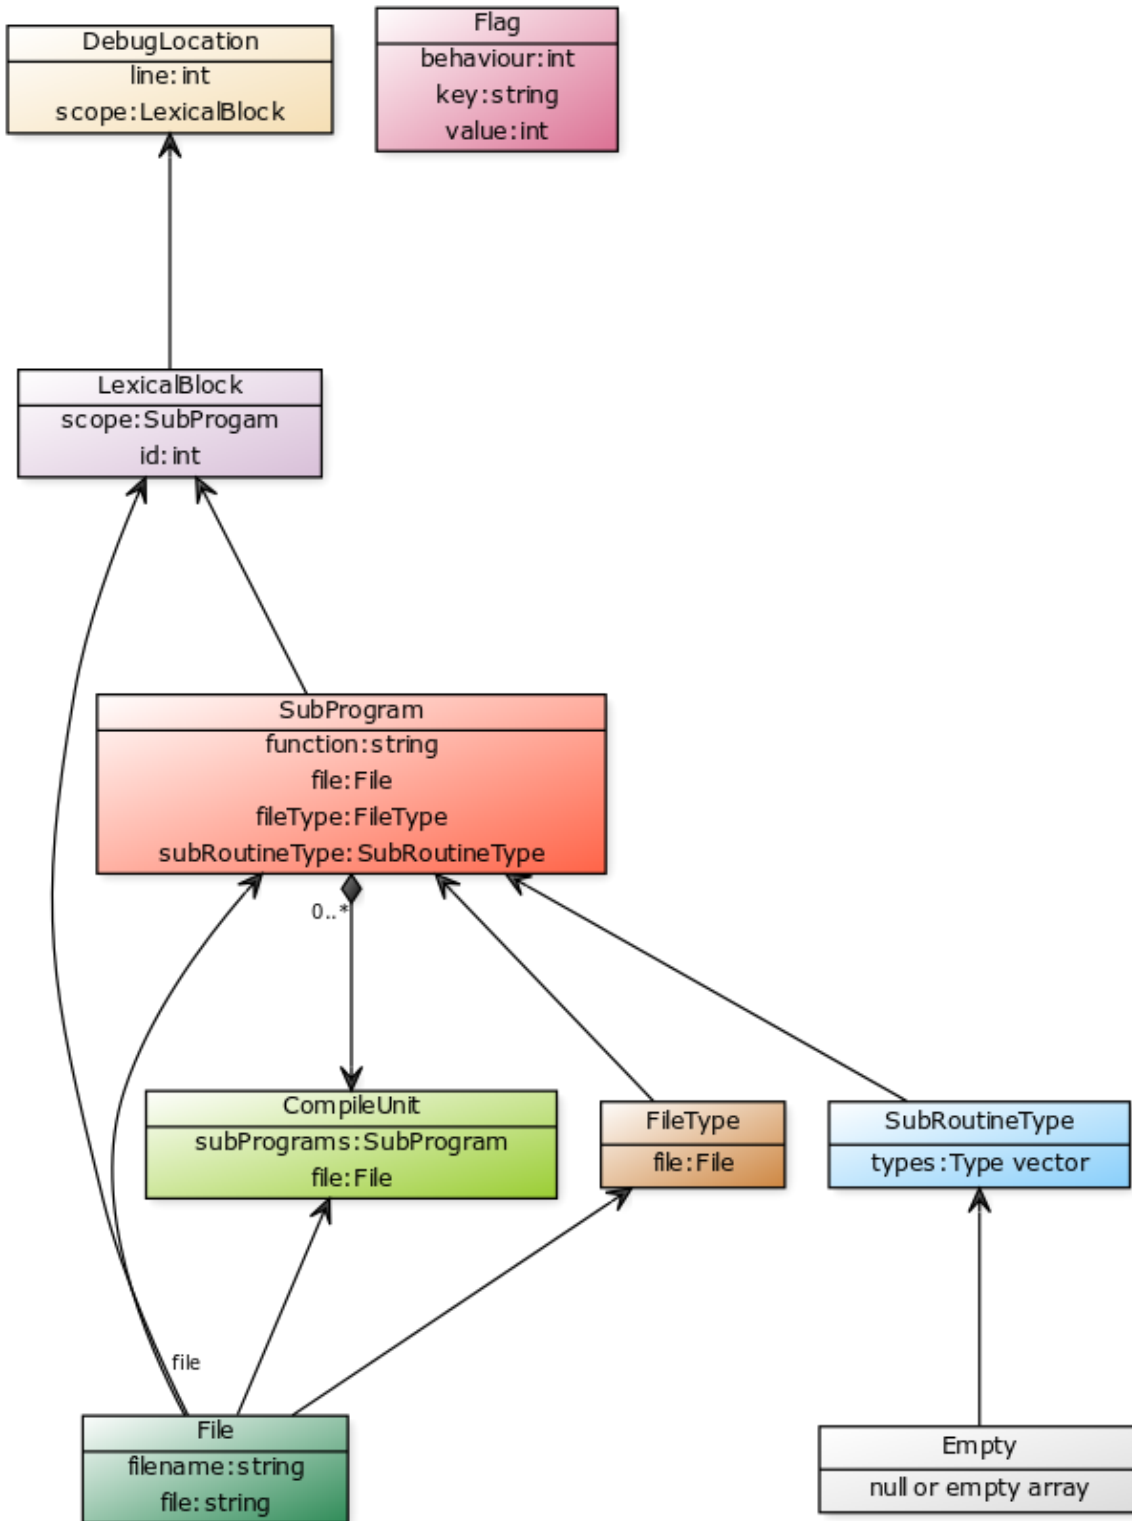 DebugLocation
line:int
scope:LexicalBlock
Flag
behaviour:int
key:string
value:int
LexicalBlock
scope:SubProgam
id:int
SubProgram
function:string
file:File
fileType:FileType
subRoutineType:SubRoutineType
0..*
CompileUnit
subPrograms:SubProgram
file:File
FileType
file:File
SubRoutineType
types:Type vector
file
File
filename:string
file:string
Empty
null or empty array